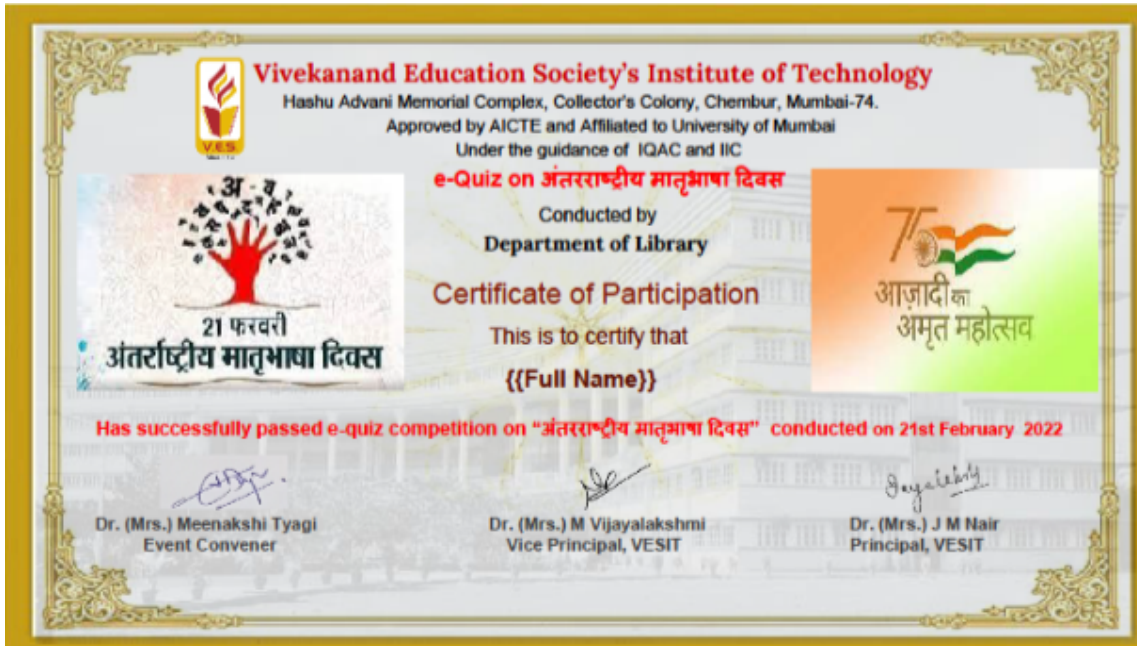 Vivekanand Education Society's Institute of Technology
Hashu Advani Memorial Complex, Collector's Colony, Chembur, Mumbai-74.
Approved by AICTE and Affiliated to University of Mumbai
Under the guidance of IQAC and IIC
V.E.S.
e-Quiz on अंतरराष्ट्रीय मातृभाषा दिवस
Conducted by
Department of Library
अ व
21 फरवरी
अंतर्राष्ट्रीय मातृभाषा दिवस
75
आज़ादी का
अमृत महोत्सव
Certificate of Participation
This is to certify that
{{Full Name}}
Has successfully passed e-quiz competition on “अंतरराष्ट्रीय मातृभाषा दिवस” conducted on 21st February 2022
Dr. (Mrs.) Meenakshi Tyagi
Event Convener
Dr. (Mrs.) M Vijayalakshmi
Vice Principal, VESIT
Dr. (Mrs.) J M Nair
Principal, VESIT